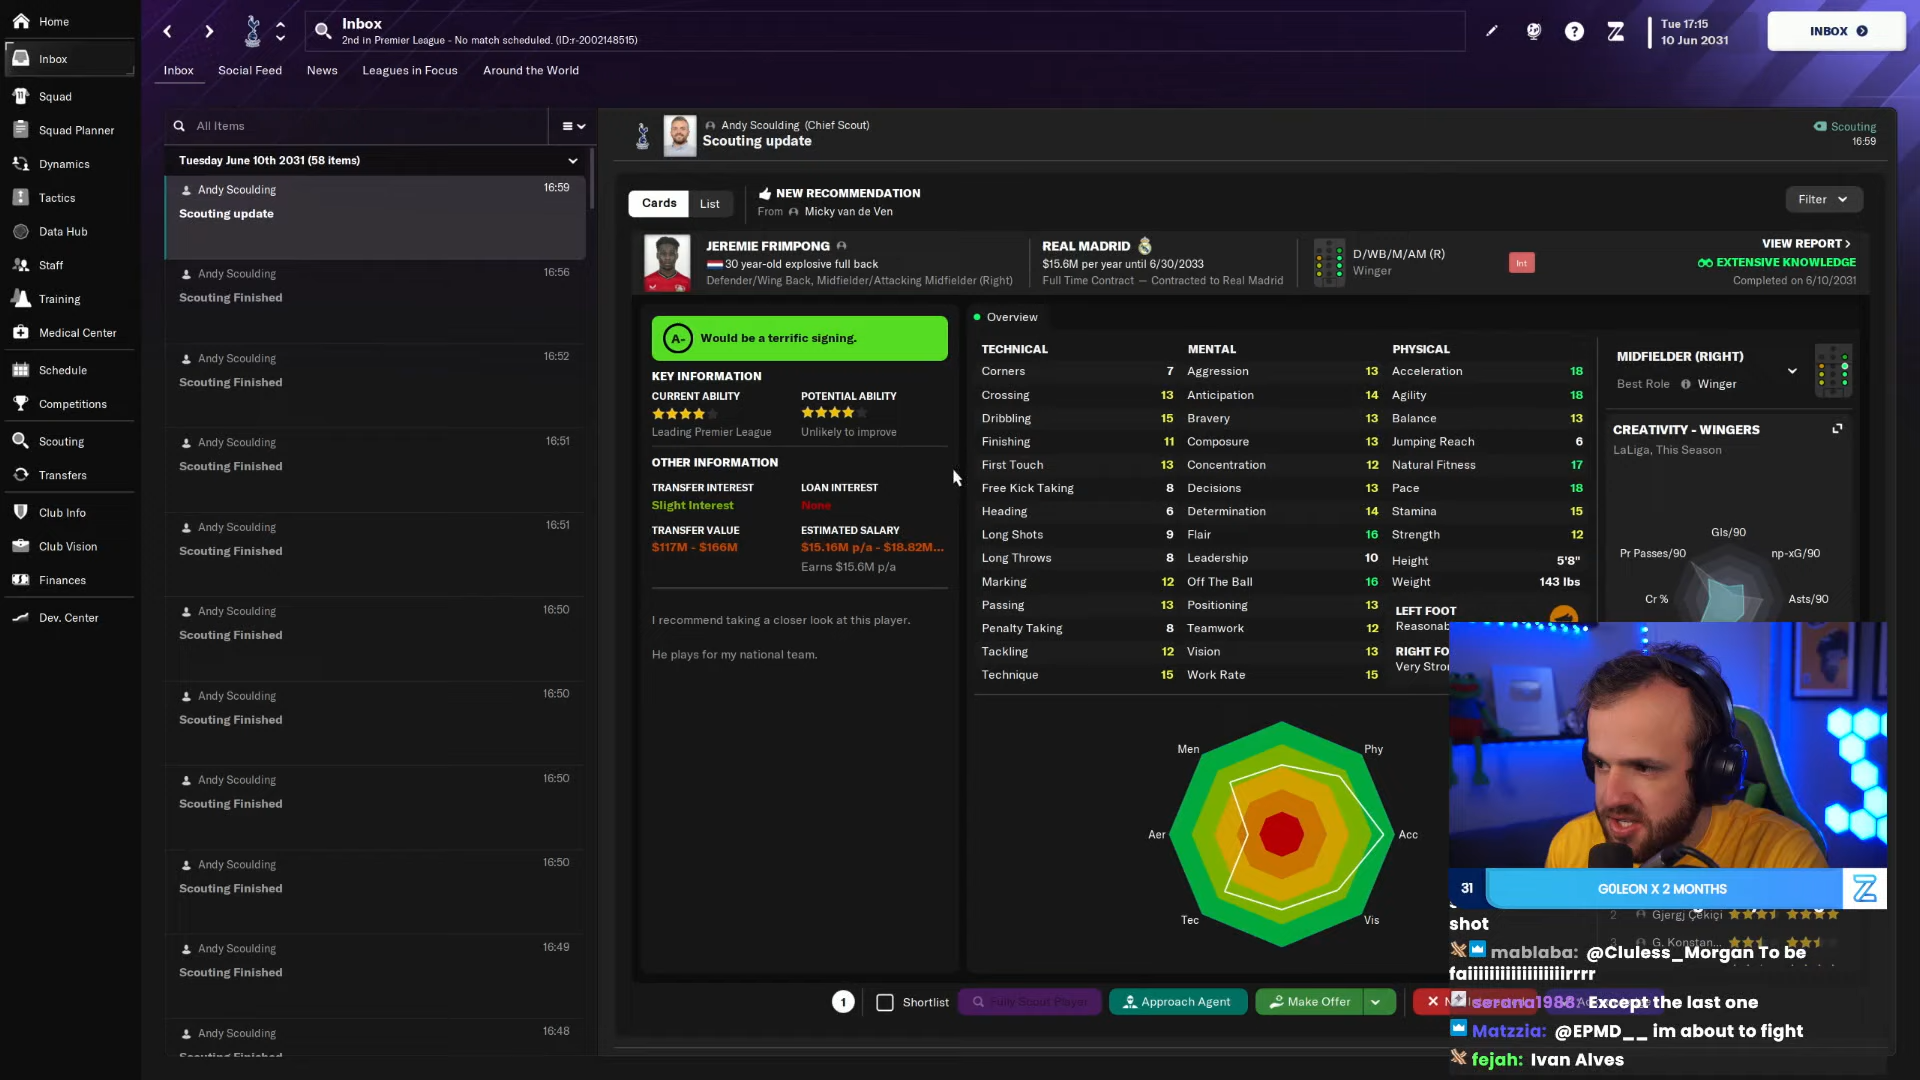 Home
Inbox
Squad
Squad Planner
Dynamics
Tactics
Data Hub
Staff
Training
Medical Center
Schedule
Competitions
Scouting
Transfers
Club Info
Club Vision
Finances
Dev. Center
Inbox
2nd in Premier League - No match scheduled. (ID:r-2002148515)
Tue 17:15
10 Jun 2031
INBOX
Inbox Social Feed News Leagues in Focus Around the World
All Items
Tuesday June 10th 2031 (58 items)
Andy Scoulding 16:59
Scouting update
Andy Scoulding 16:56
Scouting Finished
Andy Scoulding 16:52
Scouting Finished
Andy Scoulding 16:51
Scouting Finished
Andy Scoulding 16:51
Scouting Finished
Andy Scoulding 16:50
Scouting Finished
Andy Scoulding 16:50
Scouting Finished
Andy Scoulding 16:50
Scouting Finished
Andy Scoulding 16:50
Scouting Finished
Andy Scoulding 16:49
Scouting Finished
Andy Scoulding 16:48
Scouting Finished
Andy Scoulding (Chief Scout)
Scouting update
Scouting
16:59
Cards List
NEW RECOMMENDATION
From Micky van de Ven
Filter
JEREMIE FRIMPONG
30 year-old explosive full back
Defender/Wing Back, Midfielder/Attacking Midfielder (Right)
REAL MADRID
$15.6M per year until 6/30/2033
Full Time Contract — Contracted to Real Madrid
D/WB/M/AM (R)
Winger
Int
VIEW REPORT >
EXTENSIVE KNOWLEDGE
Completed on 6/10/2031
A- Would be a terrific signing.
KEY INFORMATION
CURRENT ABILITY POTENTIAL ABILITY
Leading Premier League Unlikely to improve
OTHER INFORMATION
TRANSFER INTEREST LOAN INTEREST
Slight Interest None
TRANSFER VALUE ESTIMATED SALARY
$117M - $166M $15.16M p/a - $18.82M...
Earns $15.6M p/a
I recommend taking a closer look at this player.
He plays for my national team.
Overview
TECHNICAL MENTAL PHYSICAL
Corners 7 Aggression 13 Acceleration 18
Crossing 13 Anticipation 14 Agility 18
Dribbling 15 Bravery 13 Balance 13
Finishing 11 Composure 13 Jumping Reach 6
First Touch 13 Concentration 12 Natural Fitness 17
Free Kick Taking 8 Decisions 13 Pace 18
Heading 6 Determination 14 Stamina 15
Long Shots 9 Flair 16 Strength 12
Long Throws 8 Leadership 10 Height 5'8"
Marking 12 Off The Ball 16 Weight 143 lbs
Passing 13 Positioning 13 LEFT FOOT
Penalty Taking 8 Teamwork 12 Reasonab
Tackling 12 Vision 13 RIGHT FO
Technique 15 Work Rate 15 Very Stro
MIDFIELDER (RIGHT)
Best Role Winger
CREATIVITY - WINGERS
LaLiga, This Season
Gls/90
Pr Passes/90 np-xG/90
Cr % Asts/90
Men Phy
Aer Acc
Tec Vis
1 Shortlist Fully Scout Player Approach Agent Make Offer
31 G0LEON X 2 MONTHS
2 Gjergj Çekiçi
3 G. Konstan...
shot
mablaba: @Cluless_Morgan To be
faiiiiiiiiiiiiiiiiiirrrr
serana1986: Except the last one
Matzzia: @EPMD__ im about to fight
fejah: Ivan Alves